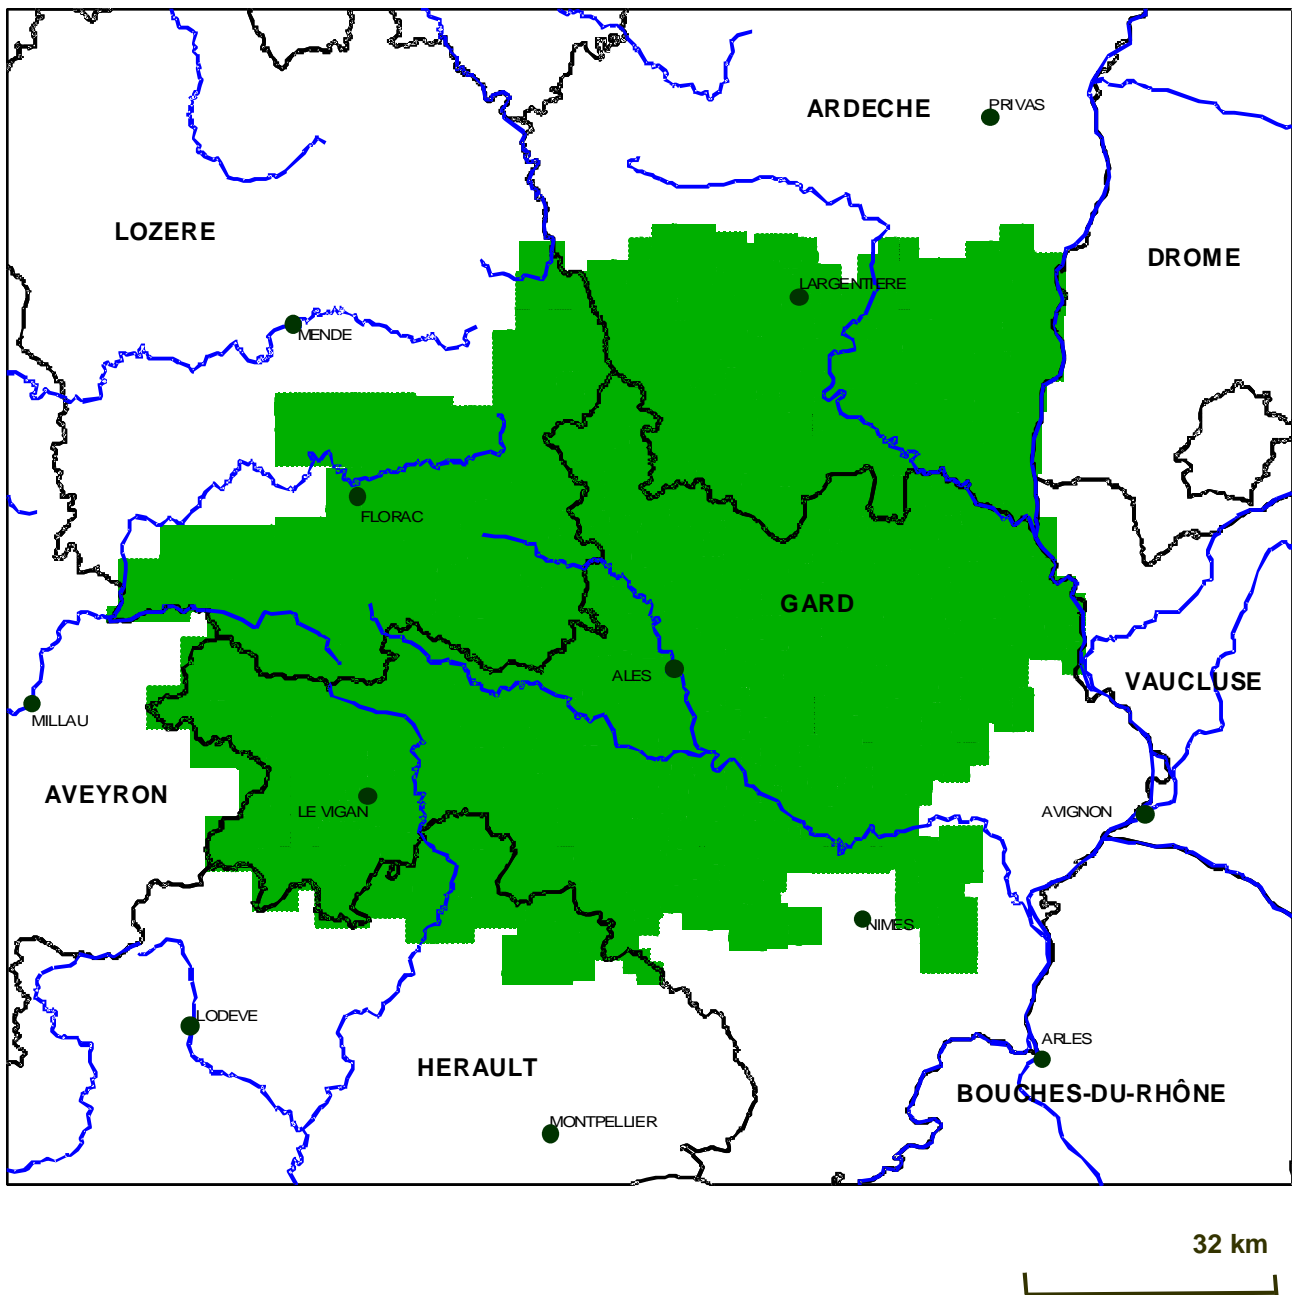 PRIVAS
ARDECHE
LOZERE
DROME
LARGENTIERE
MENDE
FLORAC
GARD
ALES
VAUCLUSE
MILLAU
AVEYRON
LE VIGAN
AVIGNON
NIMES
LODEVE
ARLES
HERAULT
BOUCHES-DU-RHÔNE
MONTPELLIER
32 km